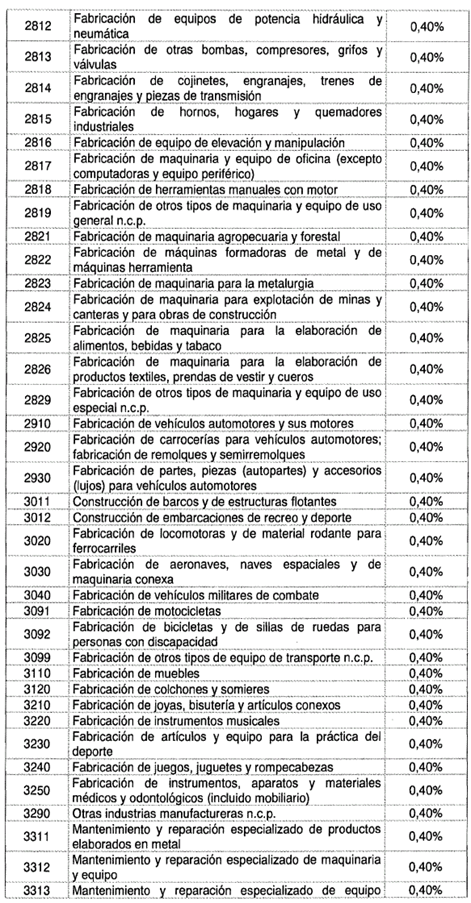 2812 Fabricación de equipos de potencia hidráulica y 0,40%
neumática
2813 Fabricación de otras bombas, compresores, grifos y 0,40%
válvulas
2814 Fabricación de cojinetes, engranajes, trenes de 0,40%
engranajes y piezas de transmisión
2815 Fabricación de hornos, hogares y quemadores 0,40%
industriales
2816 Fabricación de equipo de elevación y manipulación 0,40%
2817 Fabricación de maquinaria y equipo de oficina (excepto 0,40%
computadoras y equipo periférico)
2818 Fabricación de herramientas manuales con motor 0,40%
2819 Fabricación de otros tipos de maquinaria y equipo de uso 0,40%
general n.c.p.
2821 Fabricación de maquinaria agropecuaria y forestal 0,40%
2822 Fabricación de máquinas formadoras de metal y de 0,40%
máquinas herramienta
2823 Fabricación de maquinaria para la metalurgia 0,40%
2824 Fabricación de maquinaria para explotación de minas y 0,40%
canteras y para obras de construcción
2825 Fabricación de maquinaria para la elaboración de 0,40%
alimentos, bebidas y tabaco
2826 Fabricación de maquinaria para la elaboración de 0,40%
productos textiles, prendas de vestir y cueros
2829 Fabricación de otros tipos de maquinaria y equipo de uso 0,40%
especial n.c.p.
2910 Fabricación de vehículos automotores y sus motores 0,40%
2920 Fabricación de carrocerías para vehículos automotores; 0,40%
fabricación de remolques y semirremolques
2930 Fabricación de partes, piezas (autopartes) y accesorios 0,40%
(lujos) para vehículos automotores
3011 Construcción de barcos y de estructuras flotantes 0,40%
3012 Construcción de embarcaciones de recreo y deporte 0,40%
3020 Fabricación de locomotoras y de material rodante para 0,40%
ferrocarriles
3030 Fabricación de aeronaves, naves espaciales y de 0,40%
maquinaria conexa
3040 Fabricación de vehículos militares de combate 0,40%
3091 Fabricación de motocicletas 0,40%
3092 Fabricación de bicicletas y de sillas de ruedas para 0,40%
personas con discapacidad
3099 Fabricación de otros tipos de equipo de transporte n.c.p. 0,40%
3110 Fabricación de muebles 0,40%
3120 Fabricación de colchones y somieres 0,40%
3210 Fabricación de joyas, bisutería y artículos conexos 0,40%
3220 Fabricación de instrumentos musicales 0,40%
3230 Fabricación de artículos y equipo para la práctica del 0,40%
deporte
3240 Fabricación de juegos, juguetes y rompecabezas 0,40%
3250 Fabricación de instrumentos, aparatos y materiales 0,40%
médicos y odontológicos (incluido mobiliario)
3290 Otras industrias manufactureras n.c.p. 0,40%
3311 Mantenimiento y reparación especializado de productos 0,40%
elaborados en metal
3312 Mantenimiento y reparación especializado de maquinaria 0,40%
y equipo
3313 Mantenimiento y reparación especializado de equipo 0,40%